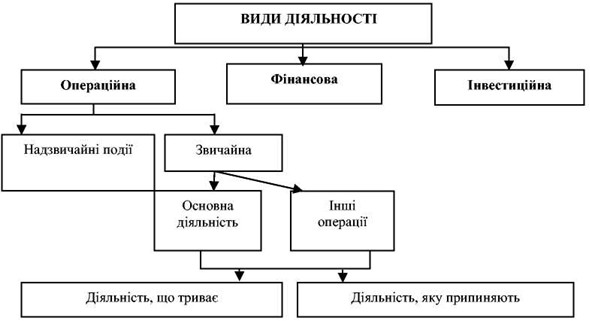 ВИДИ ДІЯЛЬНОСТІ
Операційна
Фінансова
Інвестиційна
Надзвичайні події
Звичайна
Основна
діяльність
Інші
операції
Діяльність, що триває
Діяльність, яку припиняють